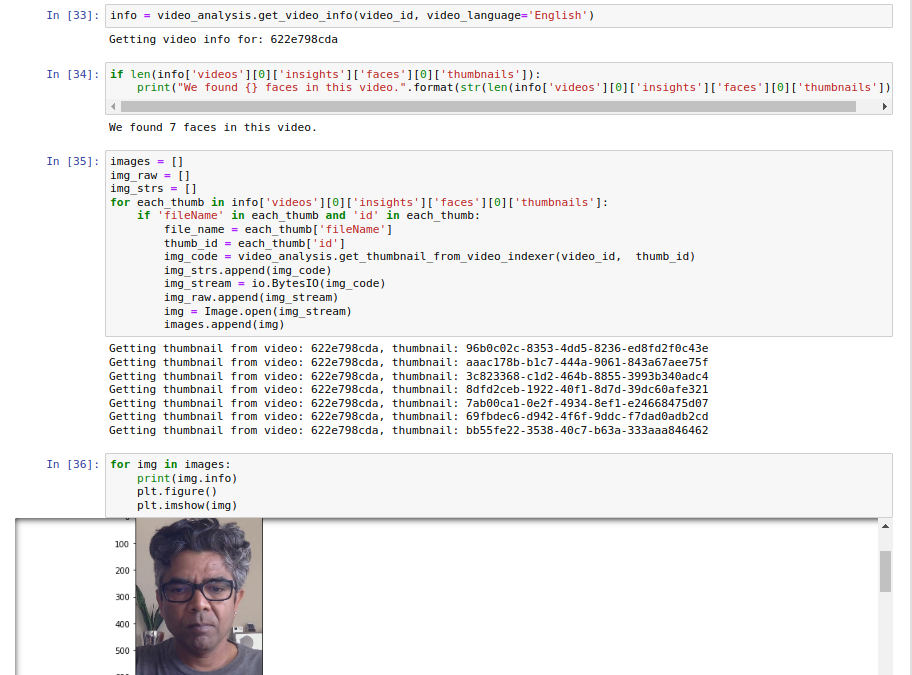 In [33]: info = video_analysis.get_video_info(video_id, video_language='English')
Getting video info for: 622e798cda
In [34]: if len(info['videos'][0]['insights']['faces'][0]['thumbnails']):
    print("We found {} faces in this video.".format(str(len(info['videos'][0]['insights']['faces'][0]['thumbnails'])
We found 7 faces in this video.
In [35]: images = []
img_raw = []
img_strs = []
for each_thumb in info['videos'][0]['insights']['faces'][0]['thumbnails']:
    if 'fileName' in each_thumb and 'id' in each_thumb:
        file_name = each_thumb['fileName']
        thumb_id = each_thumb['id']
        img_code = video_analysis.get_thumbnail_from_video_indexer(video_id,  thumb_id)
        img_strs.append(img_code)
        img_stream = io.BytesIO(img_code)
        img_raw.append(img_stream)
        img = Image.open(img_stream)
        images.append(img)
Getting thumbnail from video: 622e798cda, thumbnail: 96b0c02c-8353-4dd5-8236-ed8fd2f0c43e
Getting thumbnail from video: 622e798cda, thumbnail: aaac178b-b1c7-444a-9061-843a67aee75f
Getting thumbnail from video: 622e798cda, thumbnail: 3c823368-c1d2-464b-8855-3993b340adc4
Getting thumbnail from video: 622e798cda, thumbnail: 8dfd2ceb-1922-40f1-8d7d-39dc60afe321
Getting thumbnail from video: 622e798cda, thumbnail: 7ab00ca1-0e2f-4934-8ef1-e24668475d07
Getting thumbnail from video: 622e798cda, thumbnail: 69fbdec6-d942-4f6f-9ddc-f7dad0adb2cd
Getting thumbnail from video: 622e798cda, thumbnail: bb55fe22-3538-40c7-b63a-333aaa846462
In [36]: for img in images:
    print(img.info)
    plt.figure()
    plt.imshow(img)
100
200
300
400
500